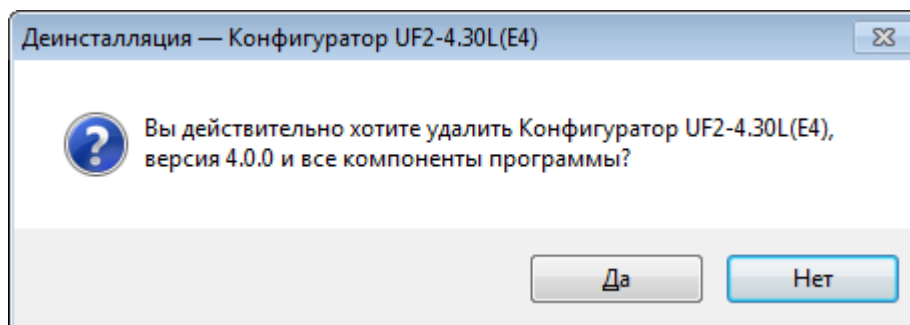 Деинсталляция — Конфигуратор UF2-4.30L(E4)
Вы действительно хотите удалить Конфигуратор UF2-4.30L(E4),
версия 4.0.0 и все компоненты программы?
Да
Нет